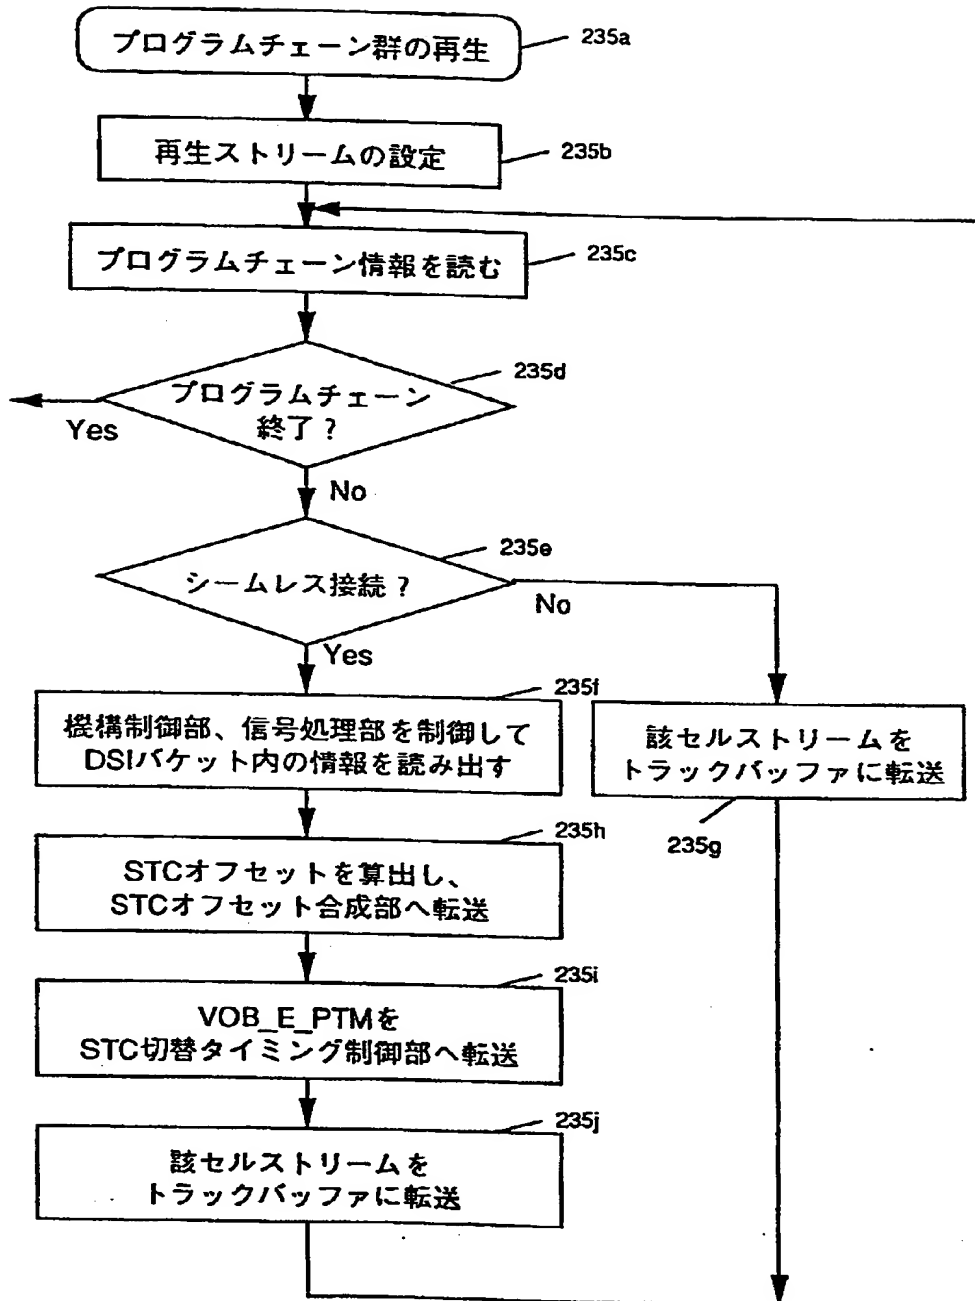 プログラムチェーン群の再生
235a
再生ストリームの設定
235b
プログラムチェーン情報を読む
235c
プログラムチェーン
終了？
235d
Yes
No
シームレス接続？
235e
No
Yes
機構制御部、信号処理部を制御して
DSIパケット内の情報を読み出す
235f
該セルストリームを
トラックバッファに転送
235g
STCオフセットを算出し、
STCオフセット合成部へ転送
235h
VOB_E_PTMを
STC切替タイミング制御部へ転送
235i
該セルストリームを
トラックバッファに転送
235j